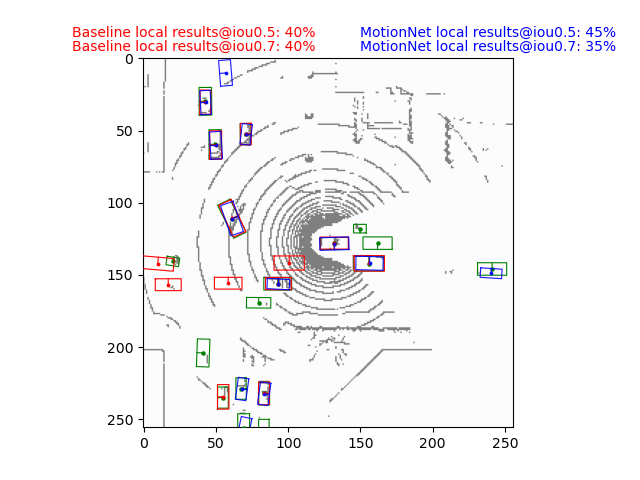 Baseline local results@iou0.5: 40% MotionNet local results@iou0.5: 45%
Baseline local results@iou0.7: 40% MotionNet local results@iou0.7: 35%
0
50
100
150
200
250
0 50 100 150 200 250